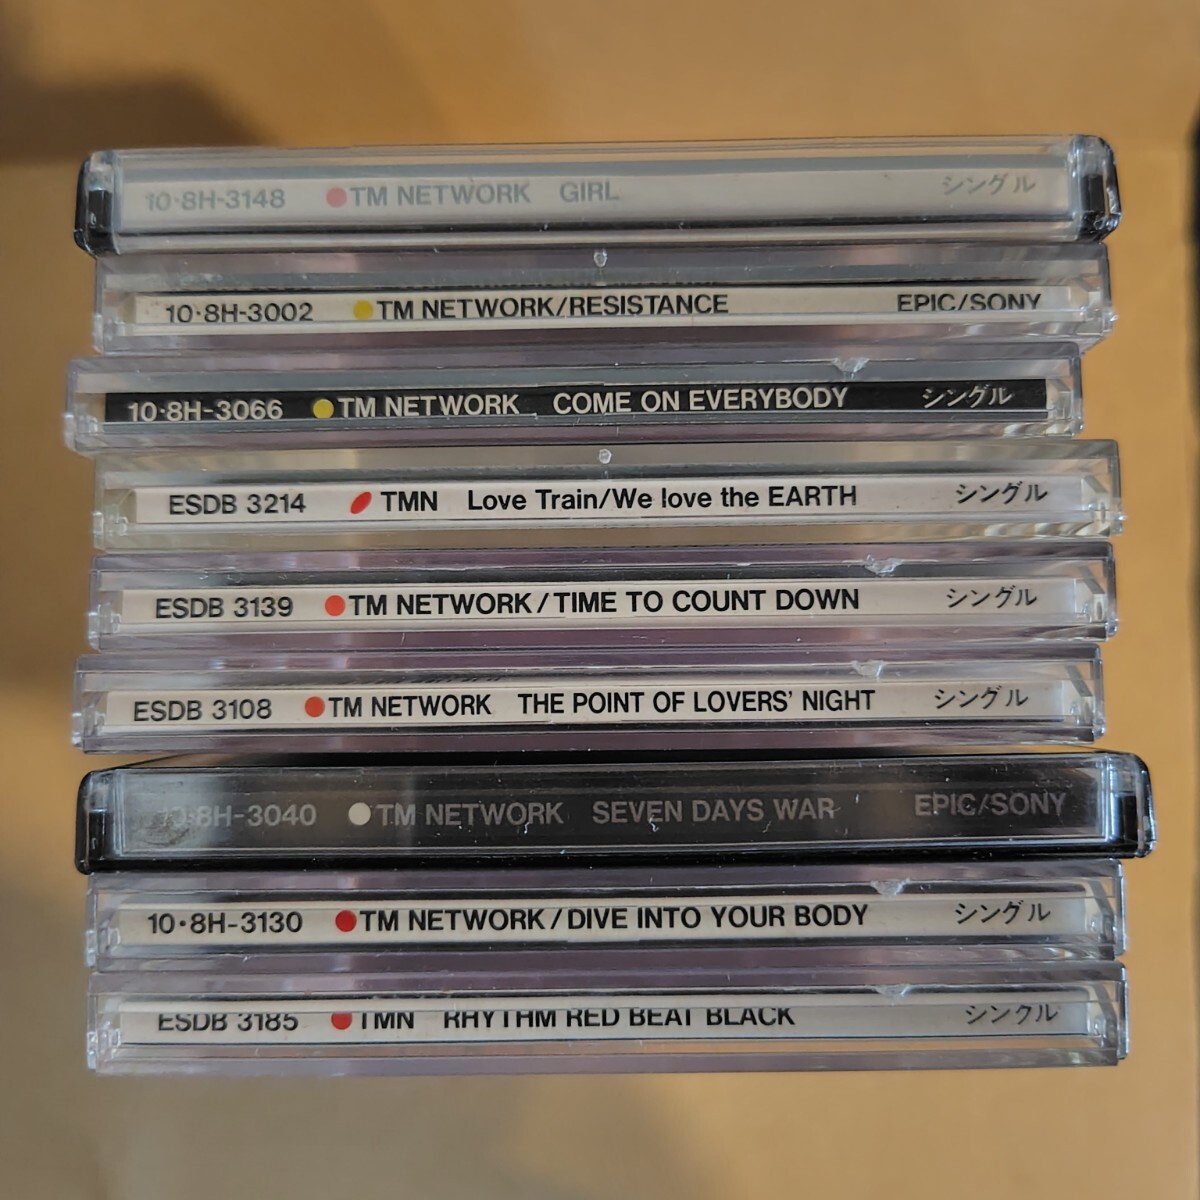 10·8H-3148 ●TM NETWORK GIRL シングル
10·8H-3002 ●TM NETWORK/RESISTANCE EPIC/SONY
10·8H-3066 ●TM NETWORK COME ON EVERYBODY シングル
ESDB 3214 TMN Love Train/We love the EARTH シングル
ESDB 3139 ●TM NETWORK/TIME TO COUNT DOWN シングル
ESDB 3108 ●TM NETWORK THE POINT OF LOVERS' NIGHT シングル
10·8H-3040 ●TM NETWORK SEVEN DAYS WAR EPIC/SONY
10·8H-3130 ●TM NETWORK/DIVE INTO YOUR BODY シングル
ESDB 3185 ●TMN RHYTHM RED BEAT BLACK シングル